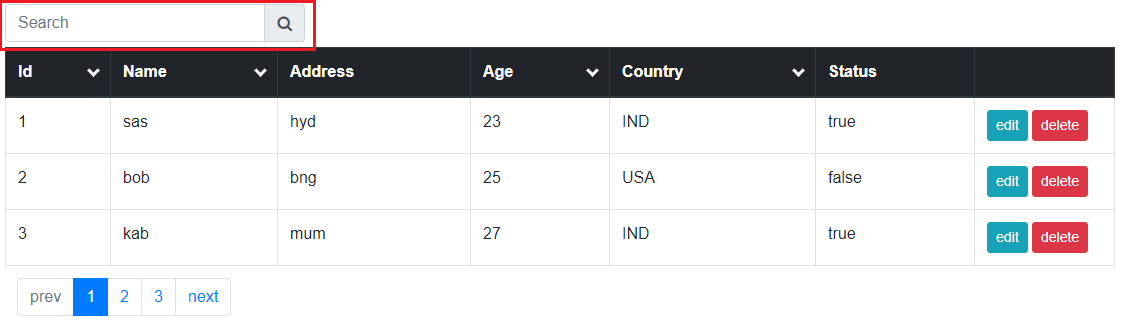 Search
Id Name Address Age Country Status
1 sas hyd 23 IND true edit delete
2 bob bng 25 USA false edit delete
3 kab mum 27 IND true edit delete
prev 1 2 3 next